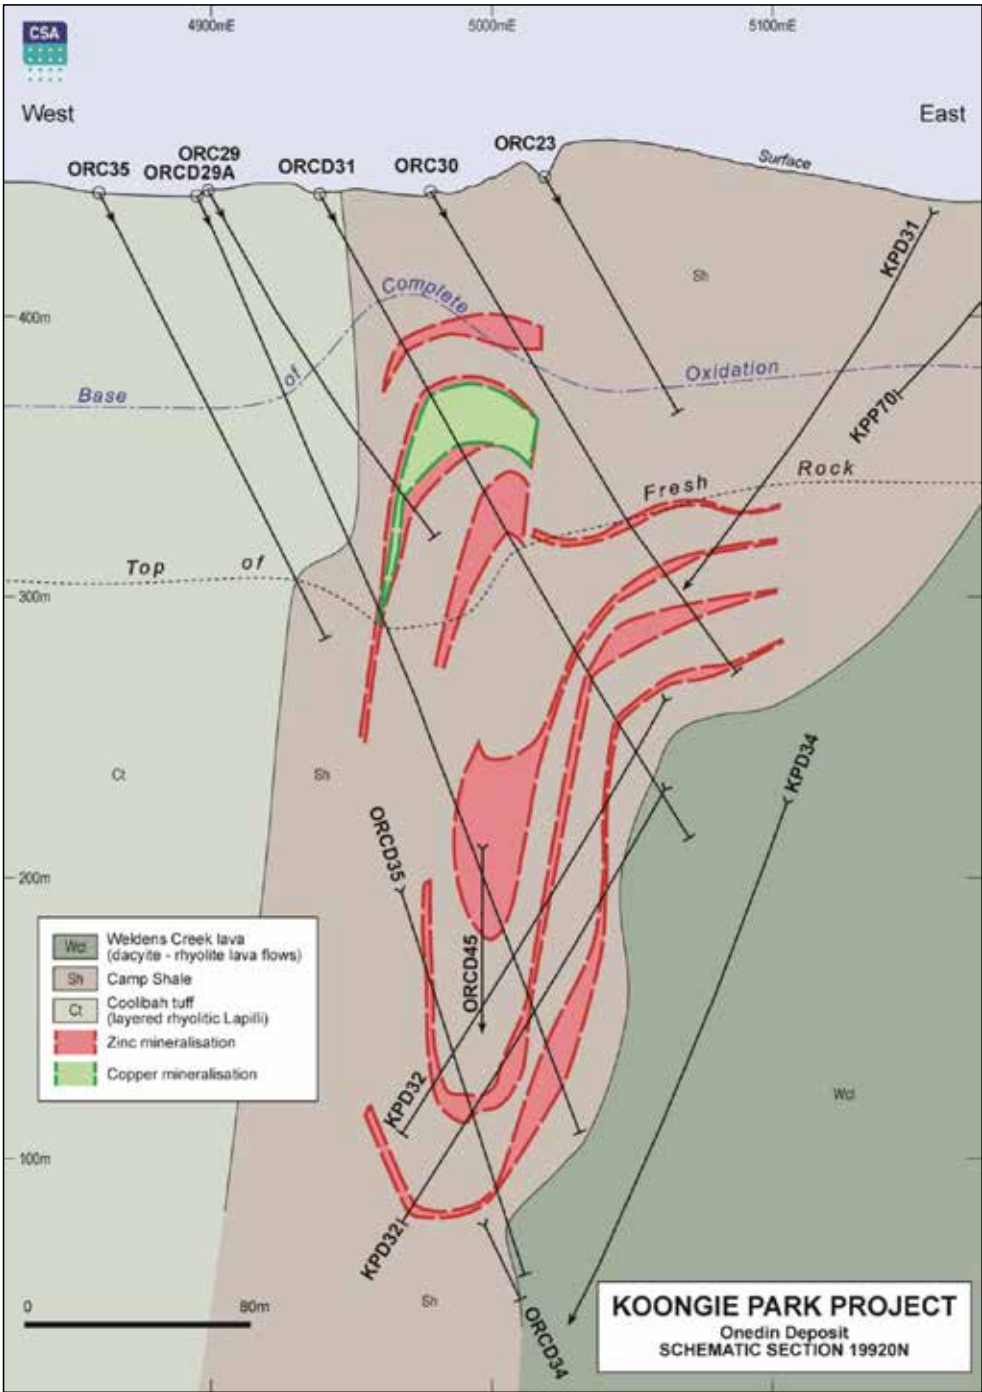 4900mE
5000mE
5100mE
CSA
West
East
ORC35
ORC29
ORCD29A
ORCD31
ORC30
ORC23
Surface
KPD31
Sh
Complete
400m
of
Oxidation
Base
KPP70
Rock
Fresh
Top of
300m
Ct
Sh
KPD34
ORCD35
200m
Wcl Weldens Creek lava
(dacyite - rhyolite lava flows)
Sh Camp Shale
Ct Coolibah tuff
(layered rhyolitic Lapilli)
Zinc mineralisation
Copper mineralisation
ORCD45
KPD32
Wcl
100m
KPD32
0 80m
Sh
ORCD34
KOONGIE PARK PROJECT
Onedin Deposit
SCHEMATIC SECTION 19920N